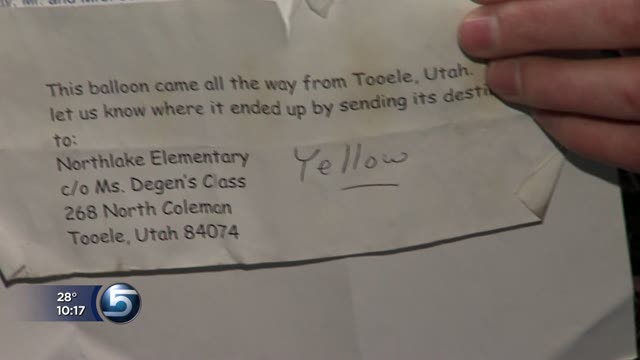 This balloon came all the way from Tooele, Utah.
let us know where it ended up by sending its
to:
Northlake Elementary
c/o Ms. Degen's Class
268 North Coleman
Tooele, Utah 84074
Yellow
28°
10:17
5